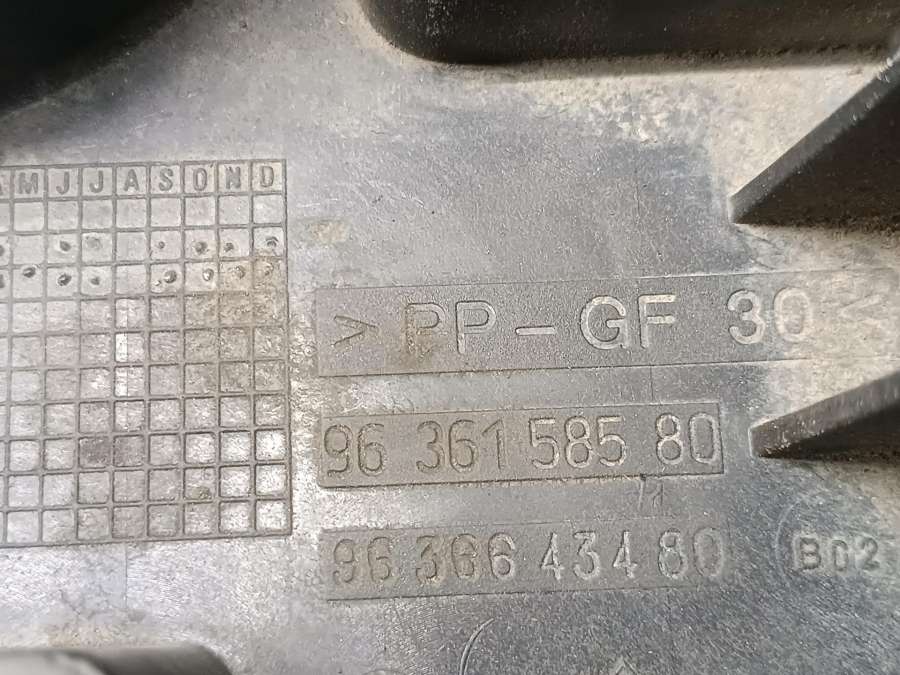 M J J A S O N D
> PP-GF 30 <
96 361 585 80
96 366 434 80
B02